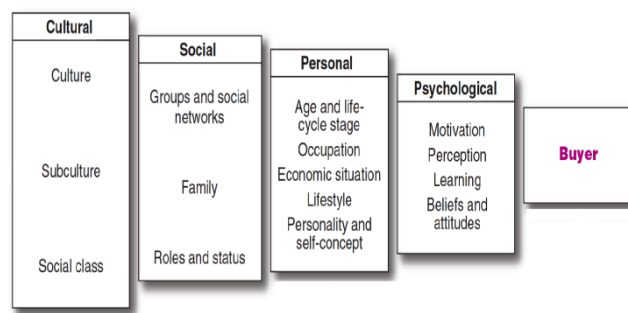 Cultural
Culture
Subculture
Social class
Social
Groups and social
networks
Family
Roles and status
Personal
Age and life-
cycle stage
Occupation
Economic situation
Lifestyle
Personality and
self-concept
Psychological
Motivation
Perception
Learning
Beliefs and
attitudes
Buyer